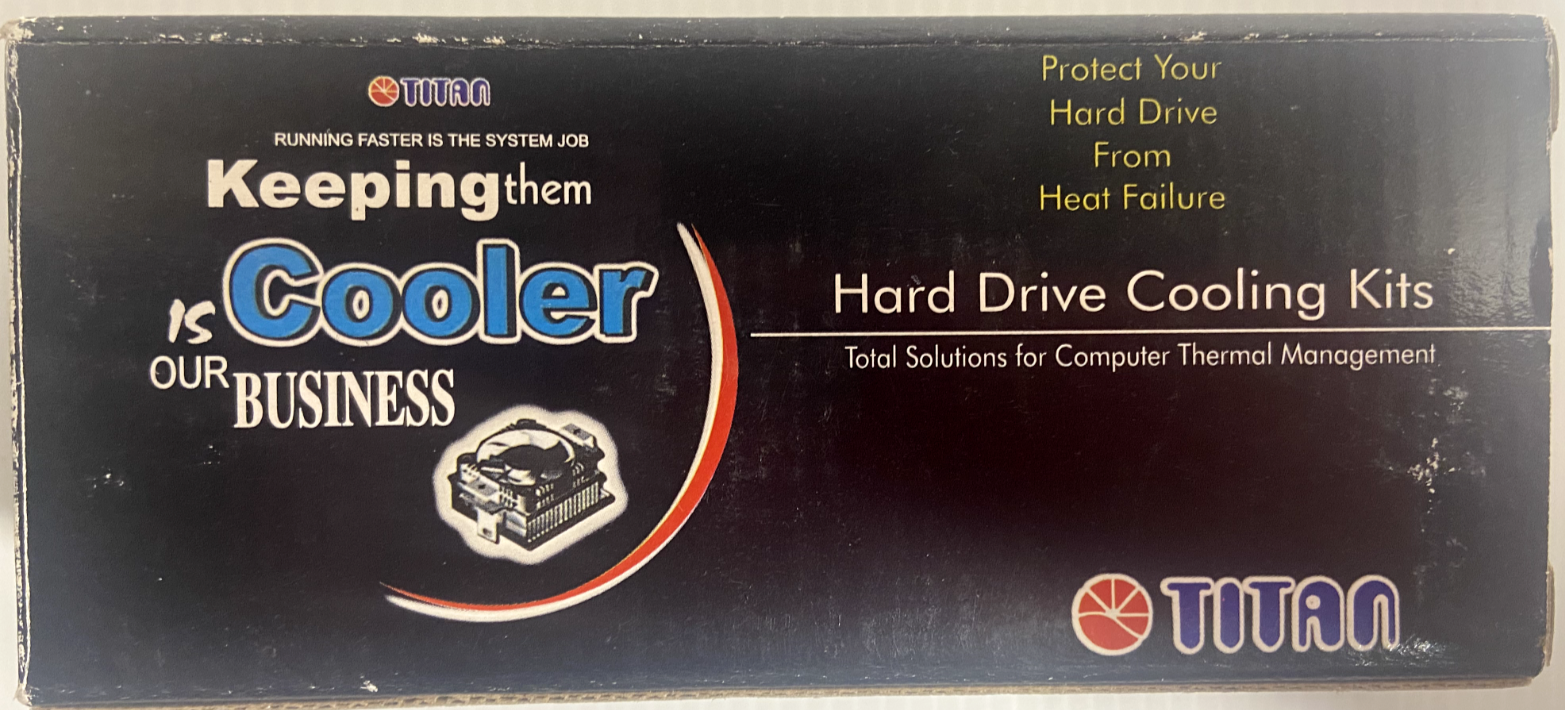 TITAN
RUNNING FASTER IS THE SYSTEM JOB
Keeping them
IS Cooler
OUR BUSINESS
Protect Your
Hard Drive
From
Heat Failure
Hard Drive Cooling Kits
Total Solutions for Computer Thermal Management
TITAN